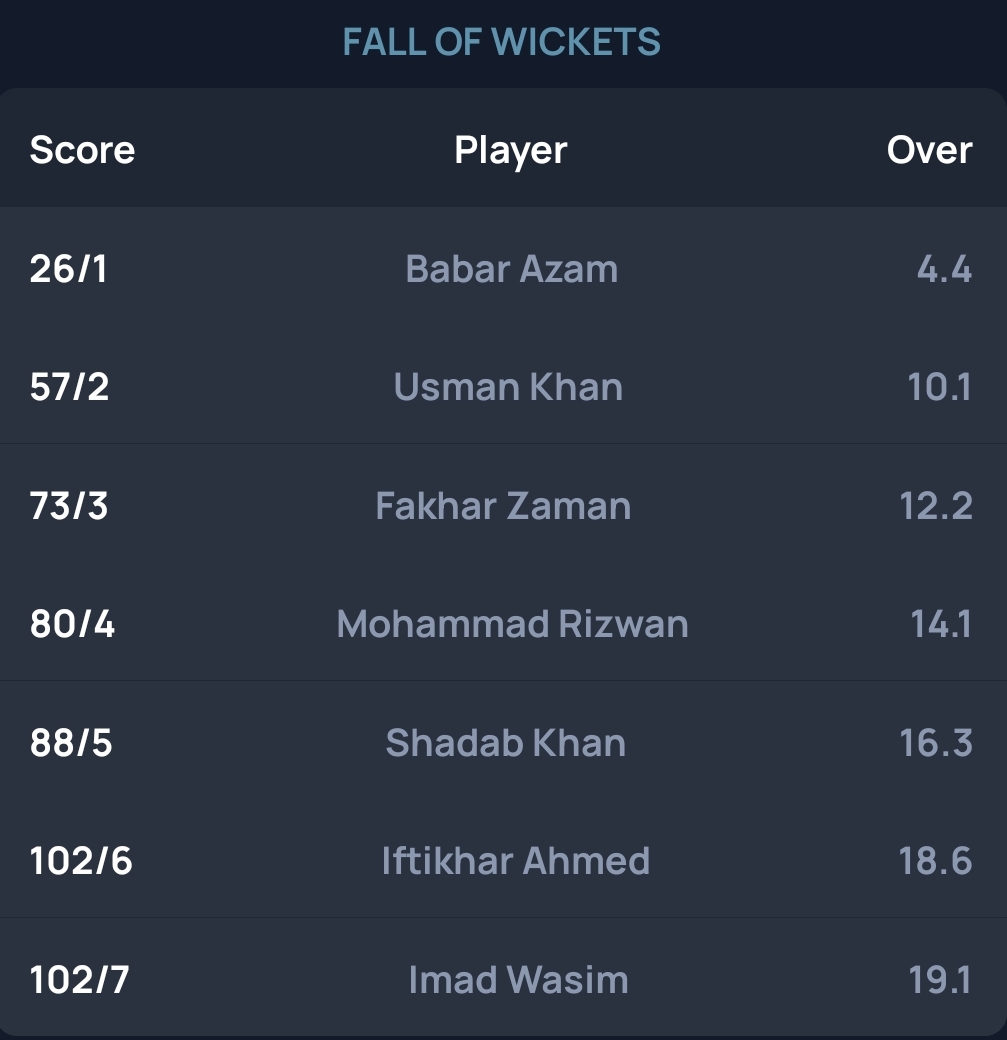 FALL OF WICKETS
Score Player Over
26/1 Babar Azam 4.4
57/2 Usman Khan 10.1
73/3 Fakhar Zaman 12.2
80/4 Mohammad Rizwan 14.1
88/5 Shadab Khan 16.3
102/6 Iftikhar Ahmed 18.6
102/7 Imad Wasim 19.1